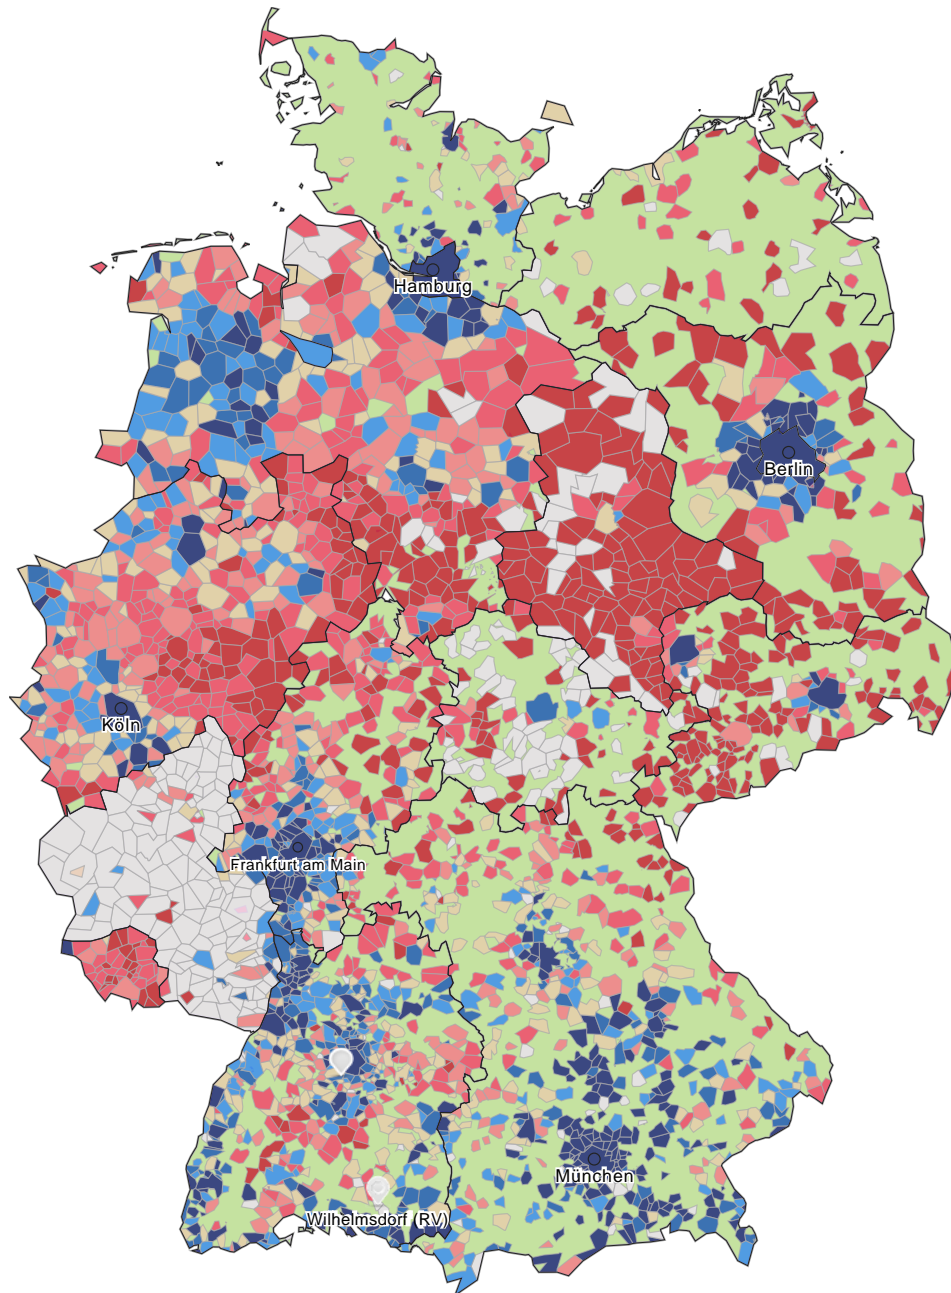 Hamburg
Berlin
Köln
Frankfurt am Main
München
Wilhelmsdorf (RV)